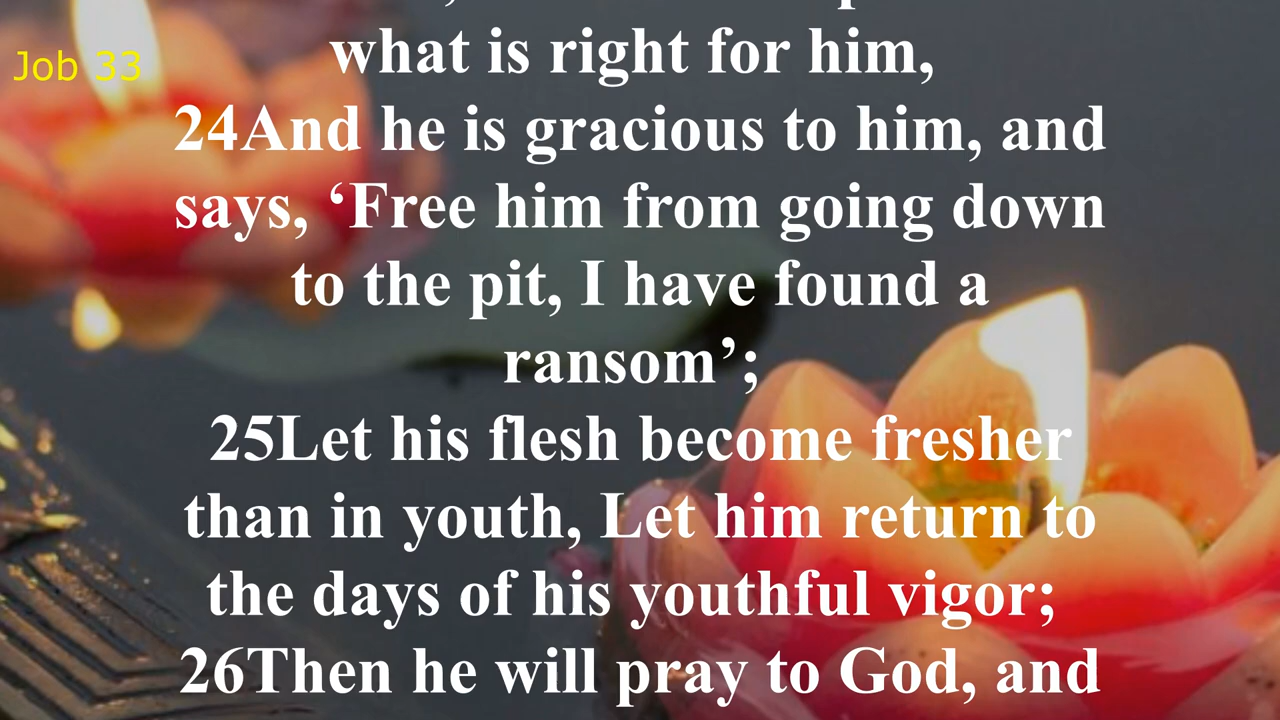 Job 33
what is right for him,
24And he is gracious to him, and
says, ‘Free him from going down
to the pit, I have found a
ransom’;
25Let his flesh become fresher
than in youth, Let him return to
the days of his youthful vigor;
26Then he will pray to God, and